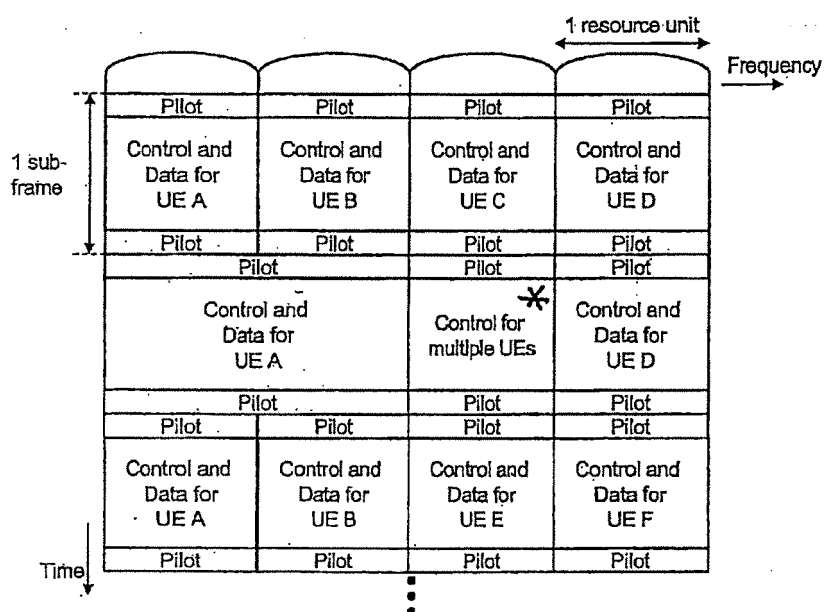 1 resource unit
Frequency
Pilot Pilot Pilot Pilot
1 sub-
frame
Control and
Data for
UE A
Control and
Data for
UE B
Control and
Data for
UE C
Control and
Data for
UE D
Pilot Pilot Pilot Pilot
Pilot Pilot Pilot
Control and
Data for
UE A
Control for
multiple UEs
*
Control and
Data for
UE D
Pilot Pilot Pilot
Pilot Pilot Pilot Pilot
Control and
Data for
UE A
Control and
Data for
UE B
Control and
Data for
UE E
Control and
Data for
UE F
Pilot Pilot Pilot Pilot
Time